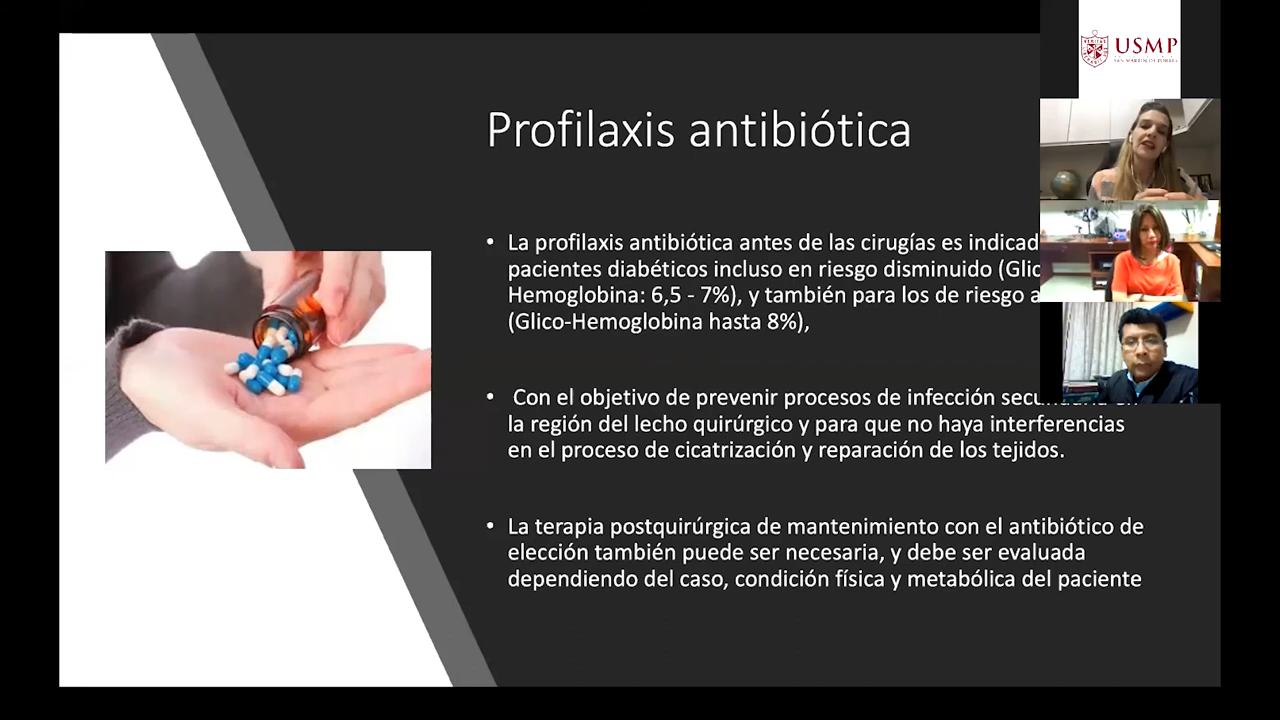 USMP
SAN MARTIN DE PORRES
Profilaxis antibiótica
• La profilaxis antibiótica antes de las cirugías es indicad
pacientes diabéticos incluso en riesgo disminuido (Glic
Hemoglobina: 6,5 - 7%), y también para los de riesgo a
(Glico-Hemoglobina hasta 8%),
• Con el objetivo de prevenir procesos de infección
la región del lecho quirúrgico y para que no haya interferencias
en el proceso de cicatrización y reparación de los tejidos.
• La terapia postquirúrgica de mantenimiento con el antibiótico de
elección también puede ser necesaria, y debe ser evaluada
dependiendo del caso, condición física y metabólica del paciente